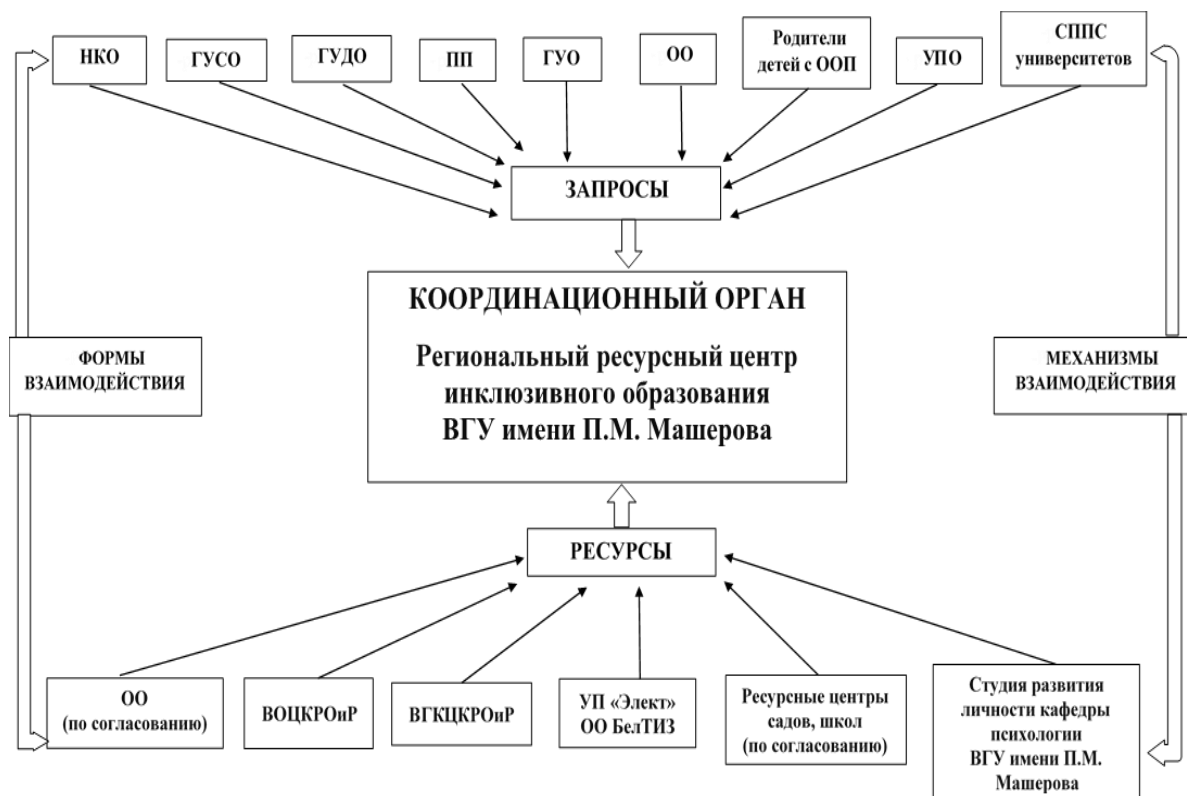 НКО
ГУСО
ГУДО
ПП
ГУО
ОО
Родители
детей с ООП
УПО
СППС
университетов
ЗАПРОСЫ
КООРДИНАЦИОННЫЙ ОРГАН
Региональный ресурсный центр
инклюзивного образования
ВГУ имени П.М. Машерова
ФОРМЫ
ВЗАИМОДЕЙСТВИЯ
МЕХАНИЗМЫ
ВЗАИМОДЕЙСТВИЯ
РЕСУРСЫ
ОО
(по согласованию)
ВОЦКРОиР
ВГКЦКРОиР
УП «Элект»
ОО БелТИЗ
Ресурсные центры
садов, школ
(по согласованию)
Студия развития
личности кафедры
психологии
ВГУ имени П.М.
Машерова